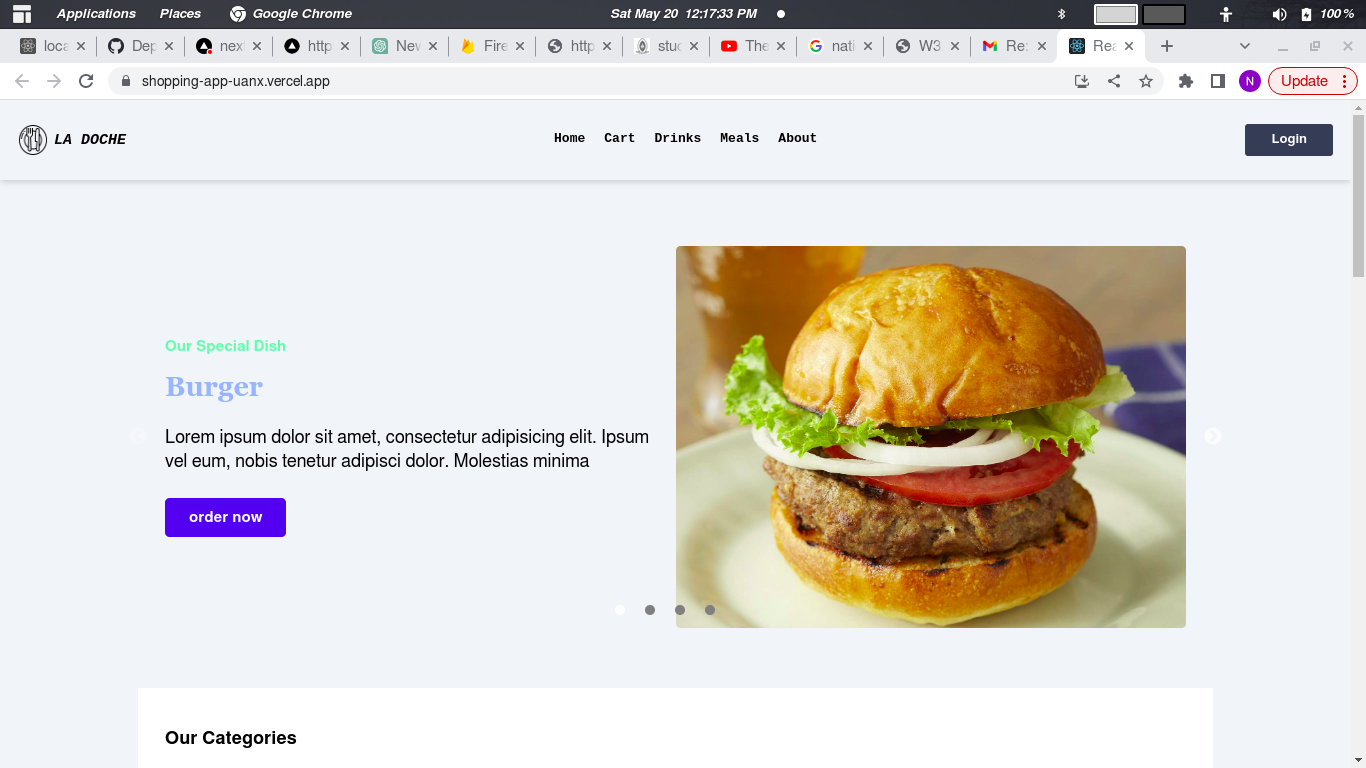 Applications Places Google Chrome Sat May 20 12:17:33 PM 100 %
loca Dep nex http New Fire http stud The nati W3 Re: Rea
shopping-app-uanx.vercel.app N Update
LA DOCHE Home Cart Drinks Meals About Login
Our Special Dish
Burger
Lorem ipsum dolor sit amet, consectetur adipisicing elit. Ipsum
vel eum, nobis tenetur adipisci dolor. Molestias minima
order now
Our Categories